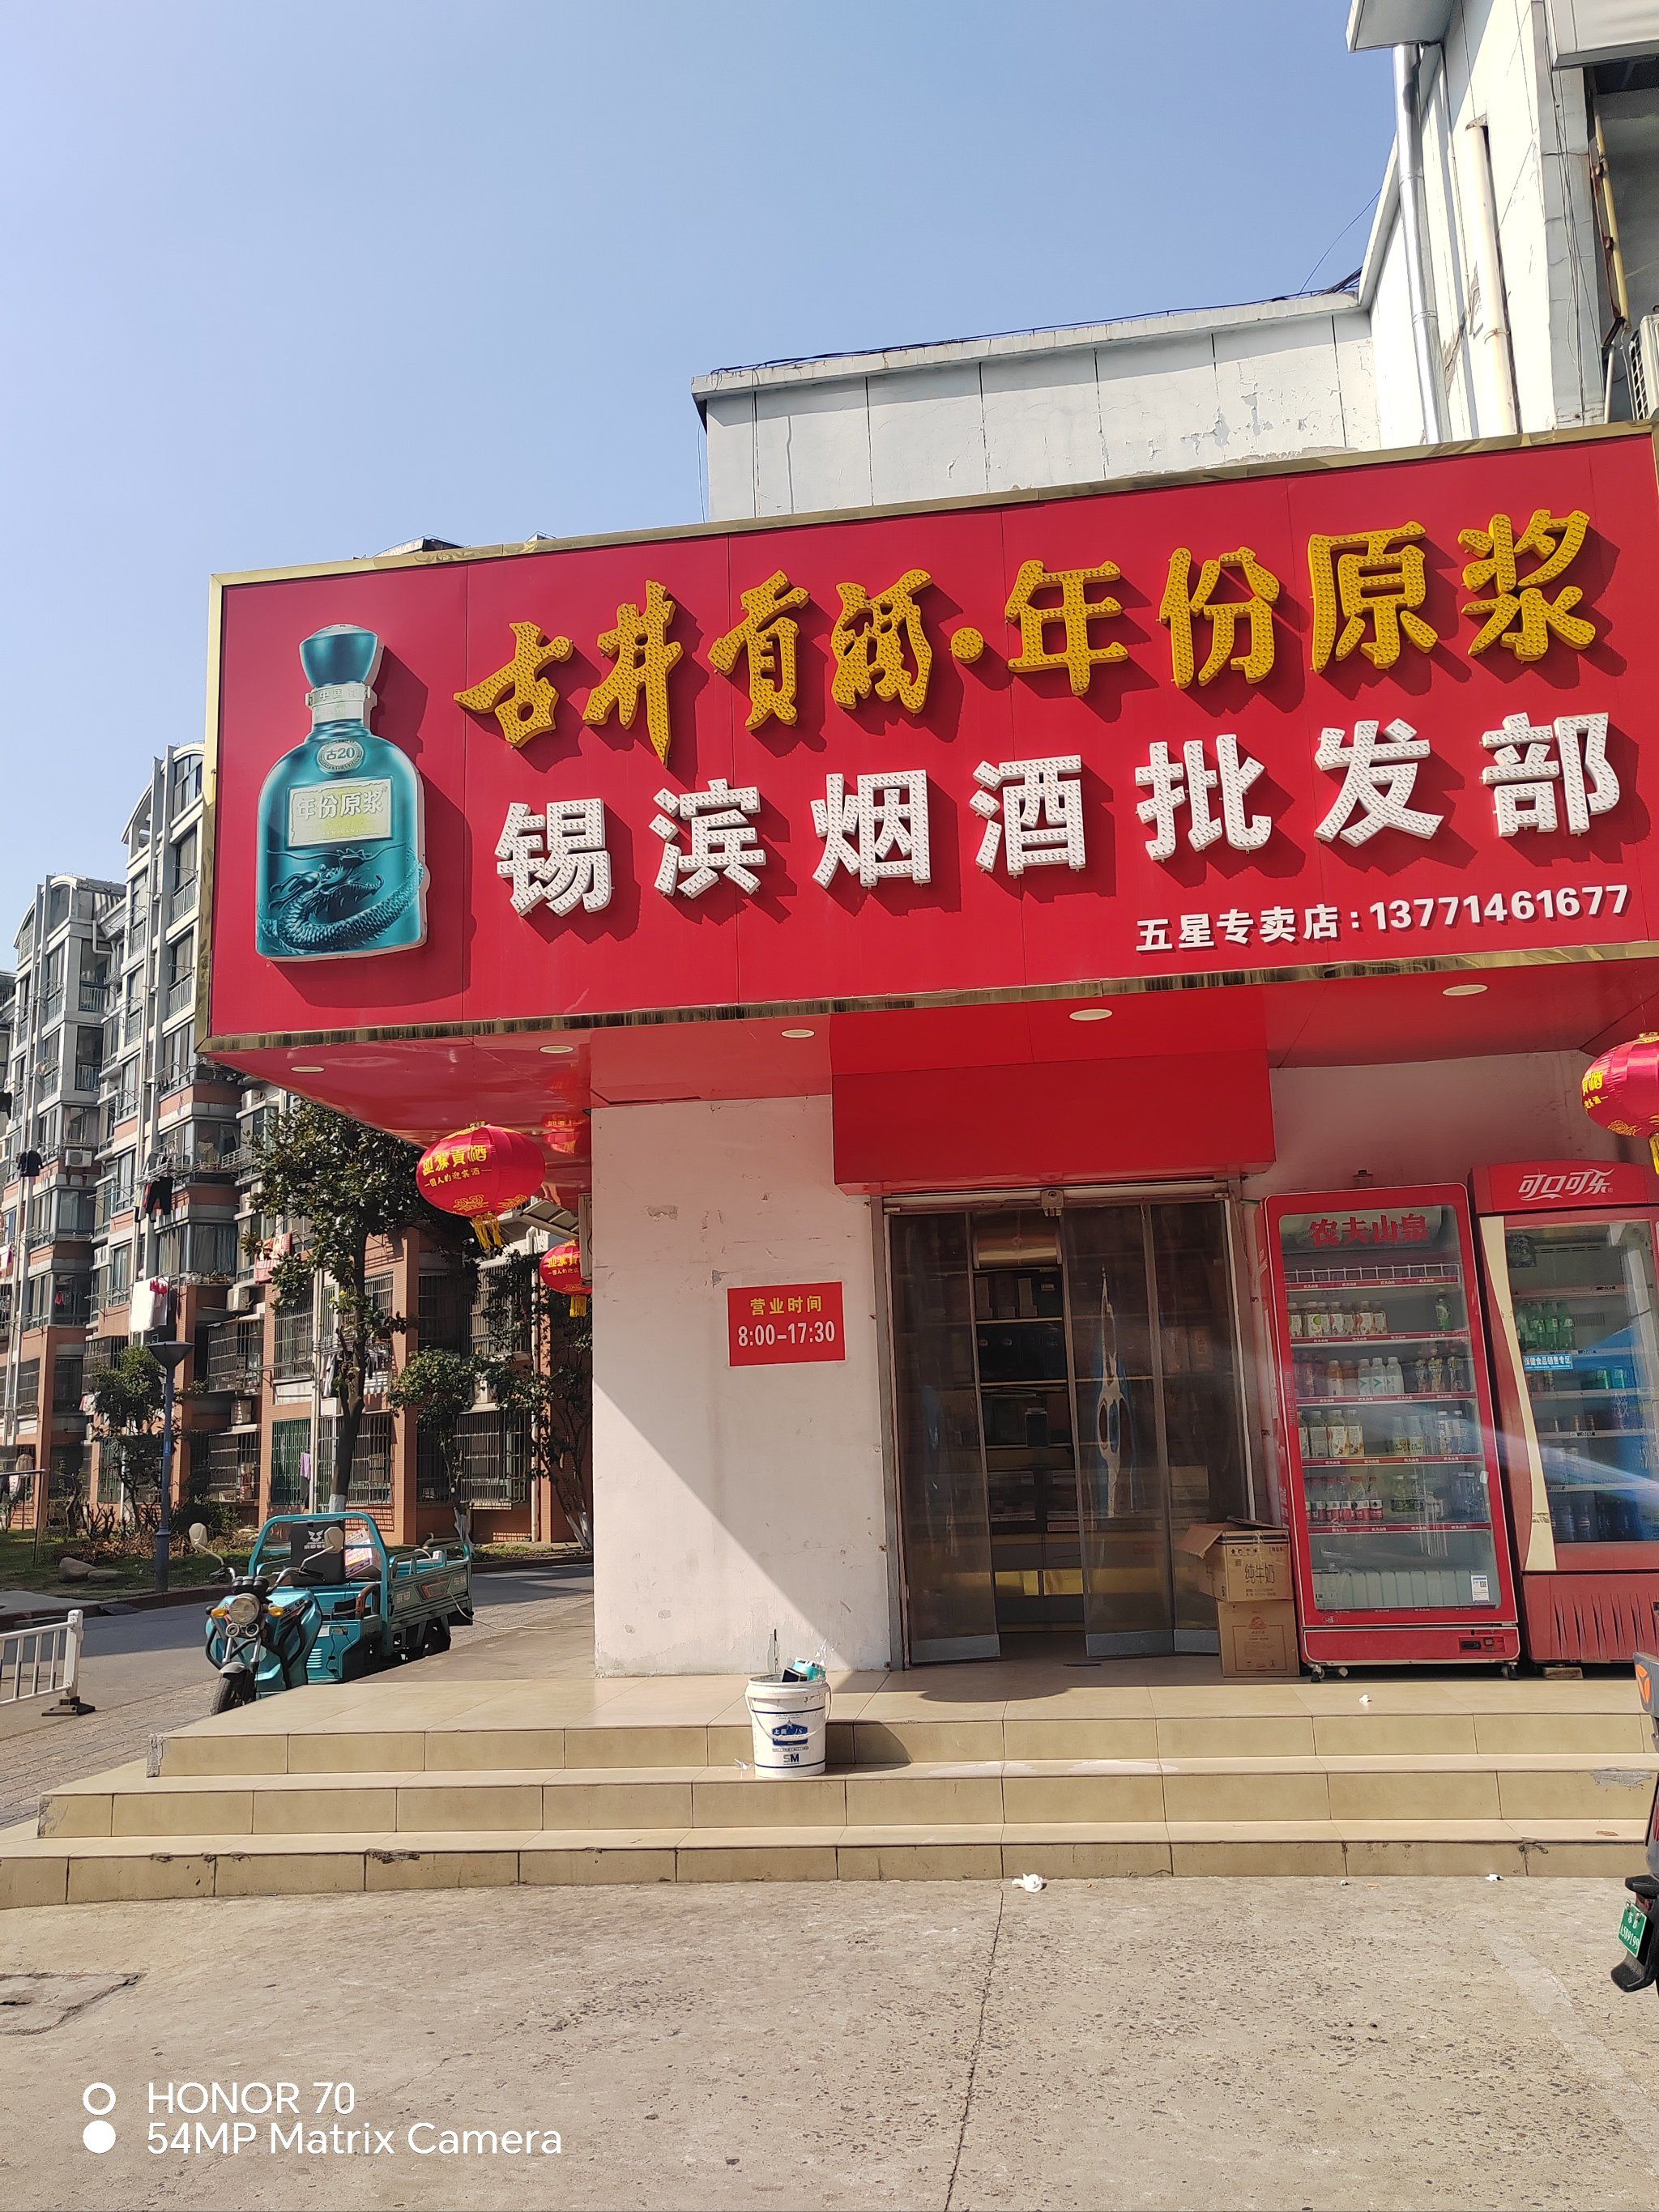 古井贡酒·年份原浆
古20
年份原浆
锡滨烟酒批发部
五星专卖店：13771461677
营业时间
8:00-17:30
农夫山泉
可口可乐
纯牛奶
SM
HONOR 70
54MP Matrix Camera